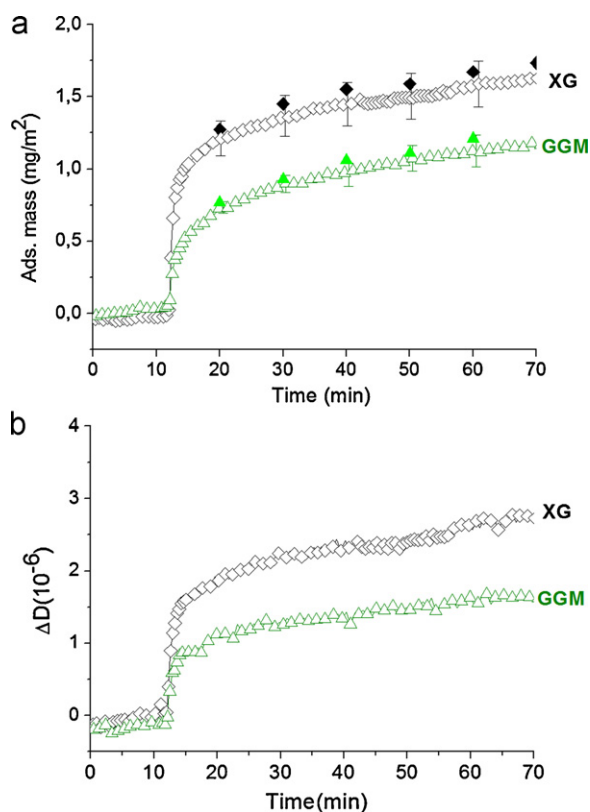 a
2,0
1,5
1,0
0,5
0,0
Ads. mass (mg/m²)
XG
GGM
0 10 20 30 40 50 60 70
Time (min)
b
4
3
2
1
0
ΔD(10⁻⁶)
XG
GGM
0 10 20 30 40 50 60 70
Time(min)